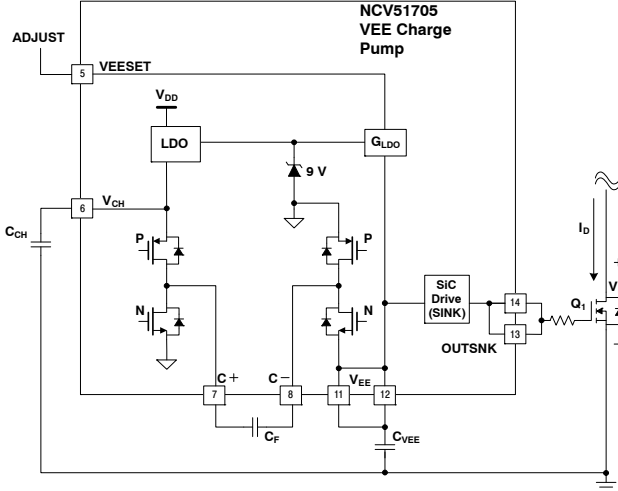 NCV51705
VEE Charge
Pump
ADJUST
5
VEESET
VDD
LDO
GLDO
9 V
6
VCH
CCH
P
P
ID
N
N
SiC
Drive
(SINK)
14
13
Q1
V
OUTSNK
C+
C−
VEE
7
8
11
12
CF
CVEE